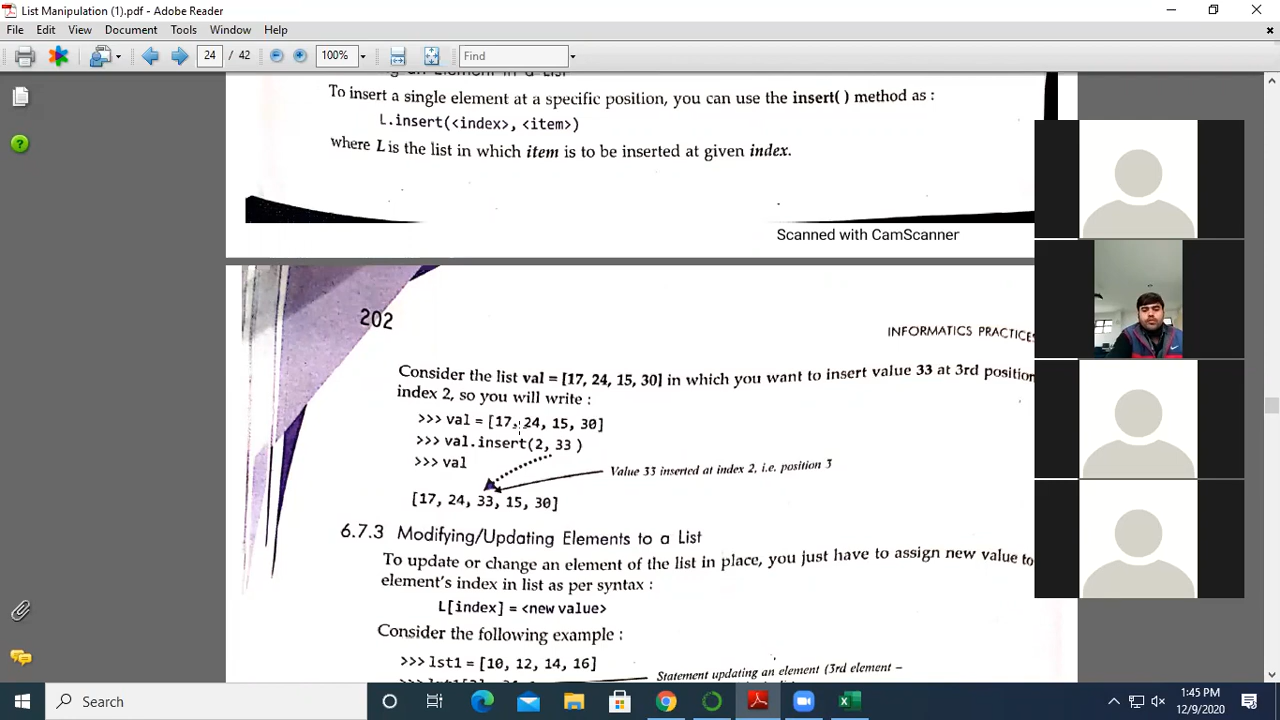 List Manipulation (1).pdf - Adobe Reader
File Edit View Document Tools Window Help
24 / 42 100% Find
an Element in a List
To insert a single element at a specific position, you can use the insert( ) method as :
L.insert(<index>, <item>)
where L is the list in which item is to be inserted at given index.
Scanned with CamScanner
202
INFORMATICS PRACTICES
Consider the list val = [17, 24, 15, 30] in which you want to insert value 33 at 3rd position
index 2, so you will write :
>>> val = [17, 24, 15, 30]
>>> val.insert(2, 33 )
>>> val
Value 33 inserted at index 2, i.e. position 3
[17, 24, 33, 15, 30]
6.7.3 Modifying/Updating Elements to a List
To update or change an element of the list in place, you just have to assign new value to
element's index in list as per syntax :
L[index] = <new value>
Consider the following example :
>>> lst1 = [10, 12, 14, 16]
Statement updating an element (3rd element –
Search
1:45 PM
12/9/2020